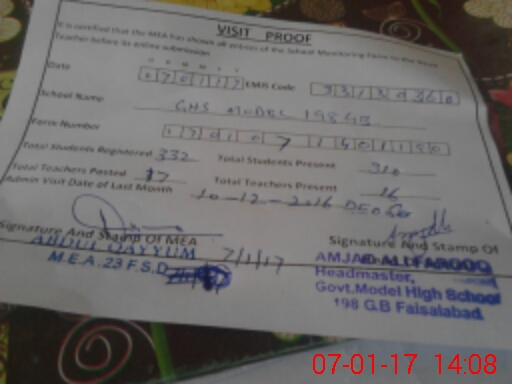 VISIT PROOF
It is certified that the MEA has shown all entries of the School Monitoring Form to the Head
Teacher before its online submission
D D M M Y Y
Date 070117 EMIS Code
School Name GHS MODEL 198 GB
Form Number
Total Students Registered 332 Total Students Present 310
Total Teachers Posted 17 Total Teachers Present 16
Admin Visit Date of Last Month 10-12-2016 DEO
Signature And Stamp Of MEA Signature And Stamp Of
ABDUL QAYYUM 7/1/17 AMJAD ALI FAROOQ
M.E.A. 23 F.S.D Headmaster,
Govt.Model High School
198 G.B Faisalabad.
07-01-17 14:08